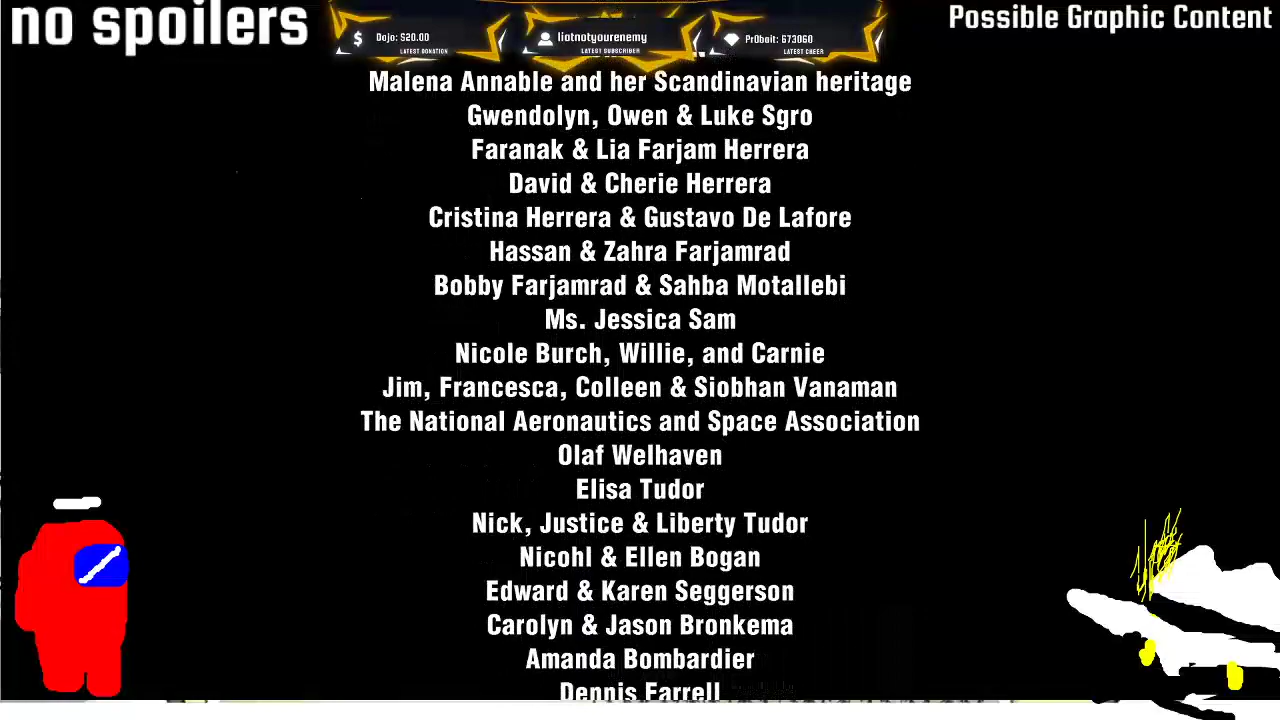 no spoilers
Possible Graphic Content
$ Dojo: $20.00
LATEST DONATION
liotnotyourenemy
LATEST SUBSCRIBER
Pr0bait: 673060
LATEST CHEER
Malena Annable and her Scandinavian heritage
Gwendolyn, Owen & Luke Sgro
Faranak & Lia Farjam Herrera
David & Cherie Herrera
Cristina Herrera & Gustavo De Lafore
Hassan & Zahra Farjamrad
Bobby Farjamrad & Sahba Motallebi
Ms. Jessica Sam
Nicole Burch, Willie, and Carnie
Jim, Francesca, Colleen & Siobhan Vanaman
The National Aeronautics and Space Association
Olaf Welhaven
Elisa Tudor
Nick, Justice & Liberty Tudor
Nicohl & Ellen Bogan
Edward & Karen Seggerson
Carolyn & Jason Bronkema
Amanda Bombardier
Dennis Farrell